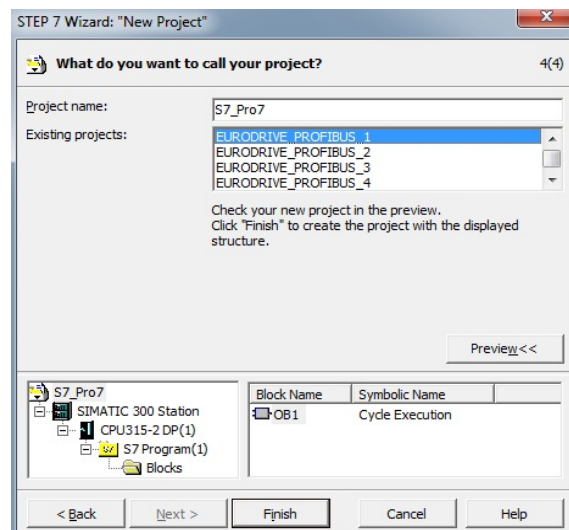 STEP 7 Wizard: "New Project"
What do you want to call your project?
4(4)
Project name:
S7_Pro7
Existing projects:
EURODRIVE_PROFIBUS_1
EURODRIVE_PROFIBUS_2
EURODRIVE_PROFIBUS_3
EURODRIVE_PROFIBUS_4
Check your new project in the preview.
Click "Finish" to create the project with the displayed
structure.
Preview<<
S7_Pro7
SIMATIC 300 Station
CPU315-2 DP(1)
S7 Program(1)
Blocks
Block Name Symbolic Name
OB1 Cycle Execution
< Back Next > Finish Cancel Help